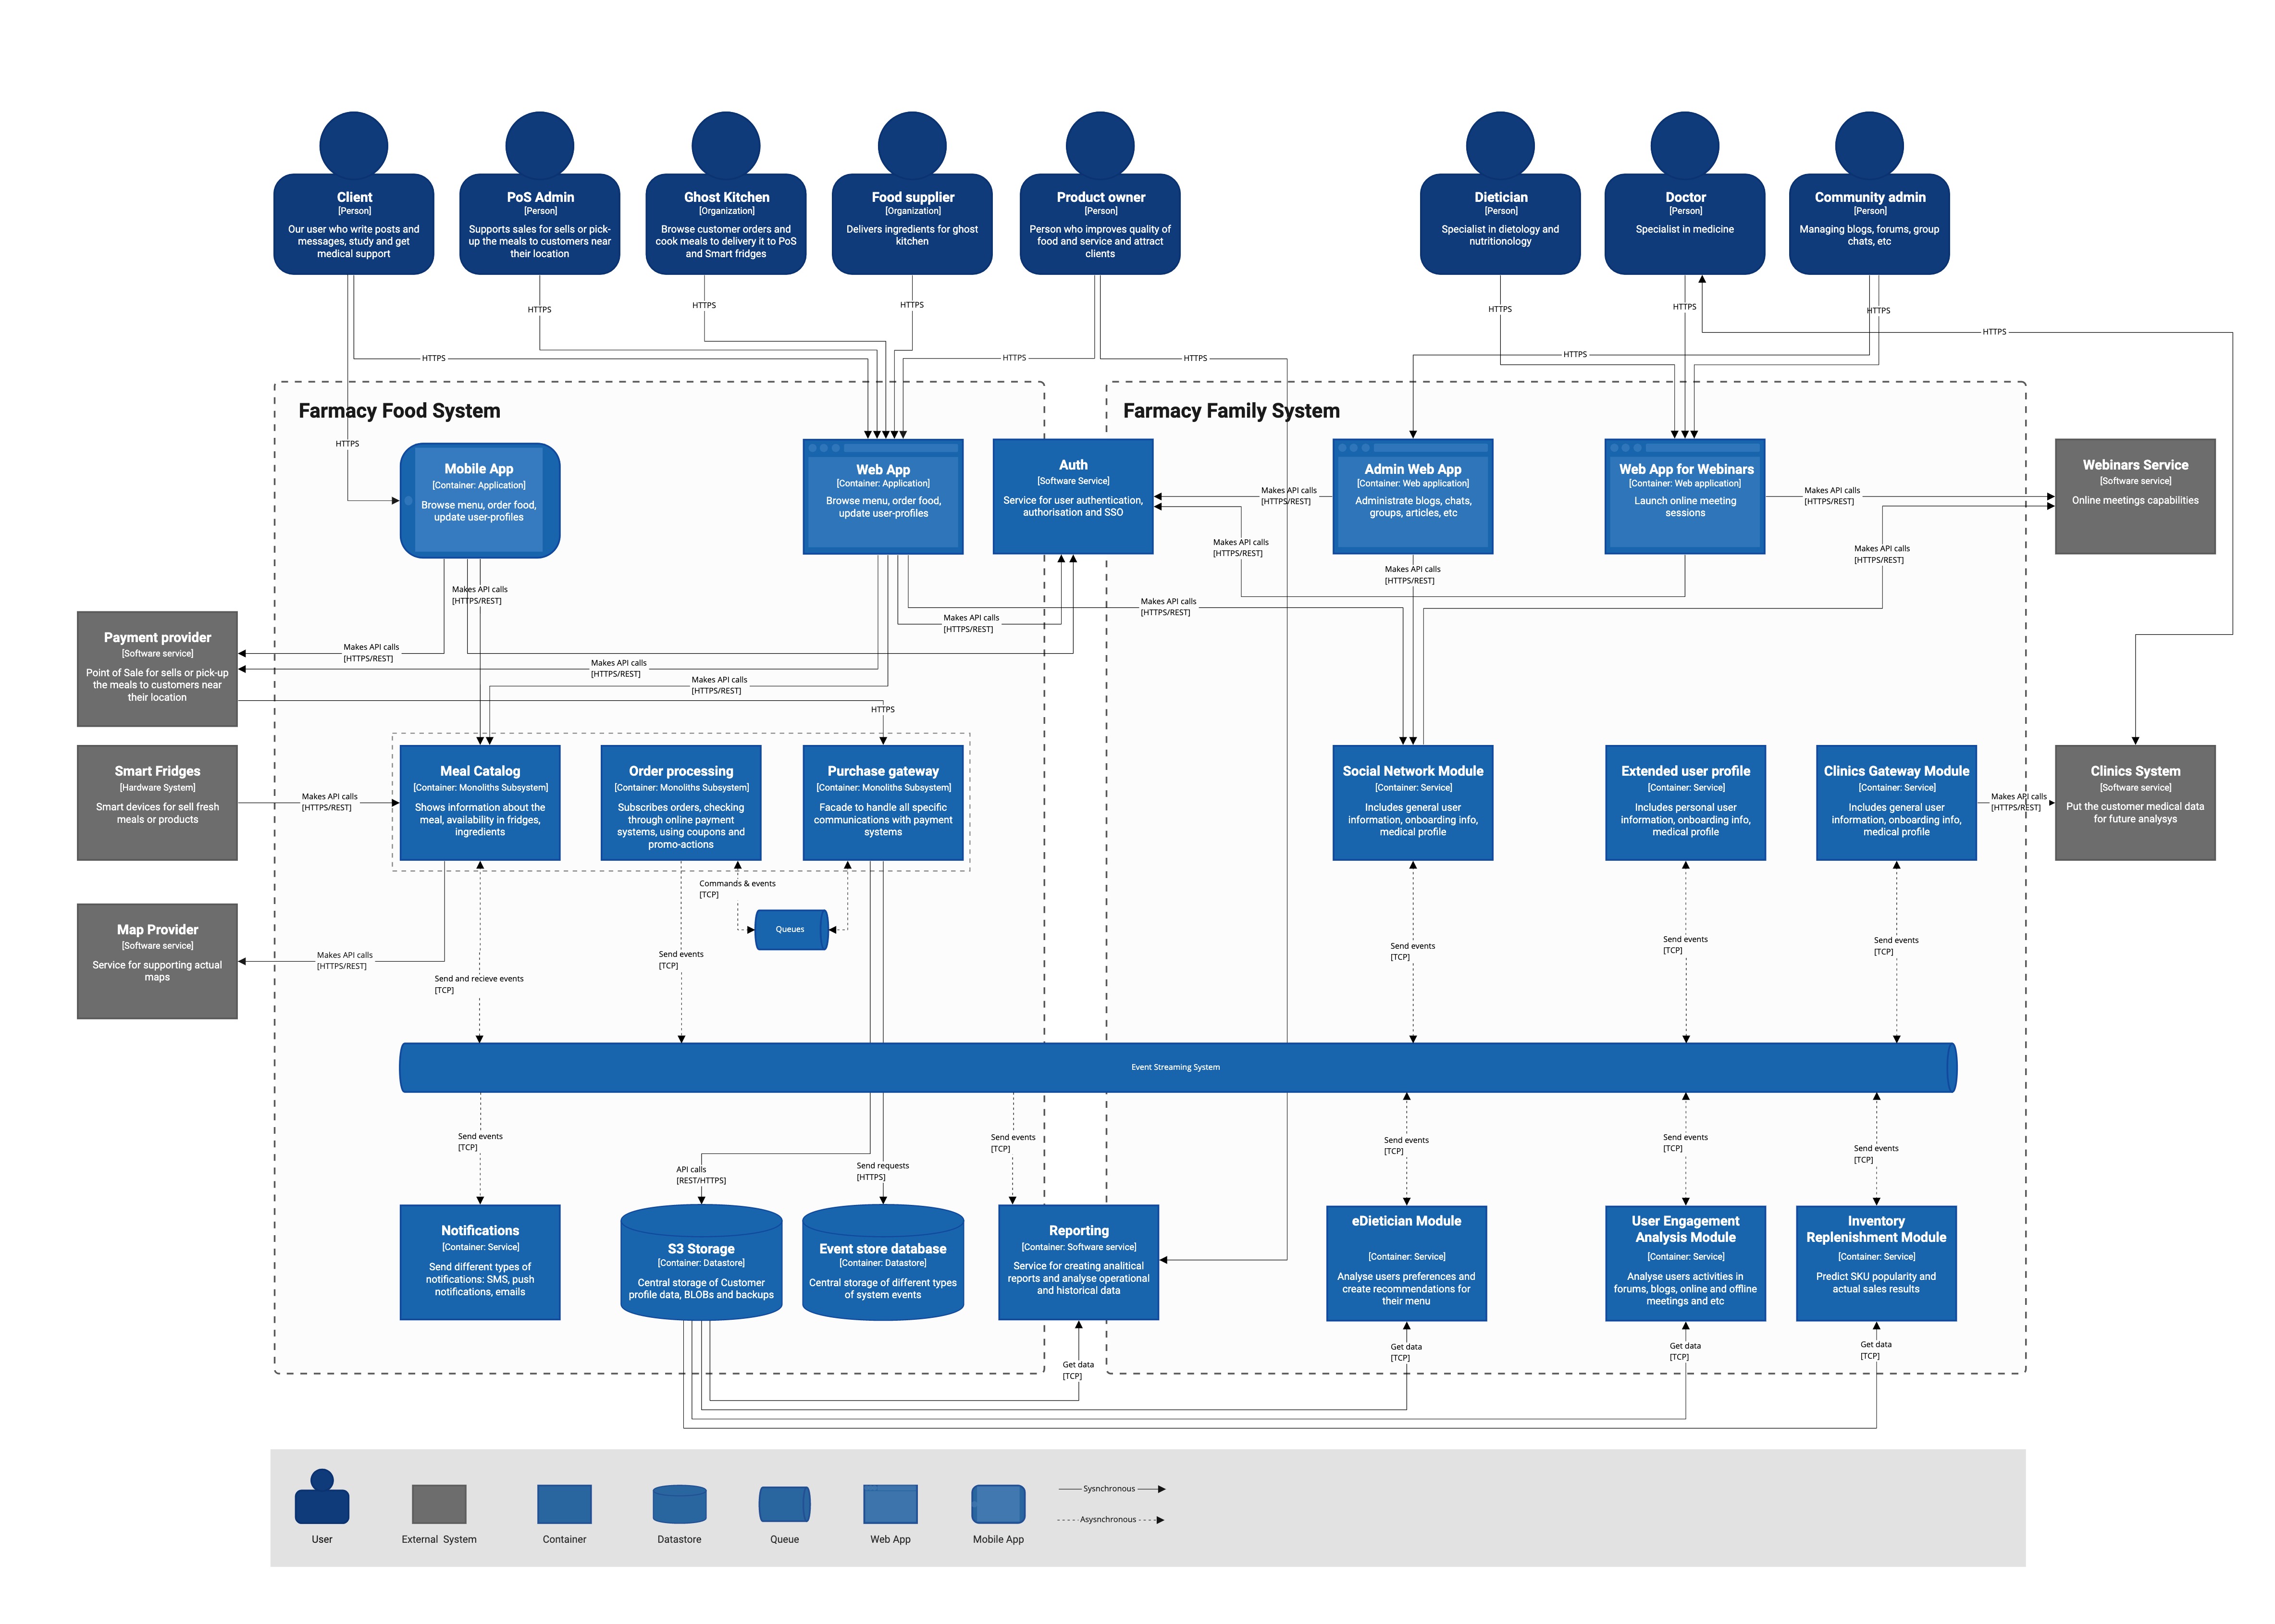 Client
[Person]
Our user who write posts and
messages, study and get
medical support
PoS Admin
[Person]
Supports sales for sells or pick-
up the meals to customers near
their location
Ghost Kitchen
[Organization]
Browse customer orders and
cook meals to delivery it to PoS
and Smart fridges
Food supplier
[Organization]
Delivers ingredients for ghost
kitchen
Product owner
[Person]
Person who improves quality of
food and service and attract
clients
Dietician
[Person]
Specialist in dietology and
nutritionology
Doctor
[Person]
Specialist in medicine
Community admin
[Person]
Managing blogs, forums, group
chats, etc
HTTPS
HTTPS
HTTPS
HTTPS
HTTPS
HTTPS
HTTPS
HTTPS
HTTPS
HTTPS
HTTPS
HTTPS
Farmacy Food System
Farmacy Family System
HTTPS
Mobile App
[Container: Application]
Browse menu, order food,
update user-profiles
Web App
[Container: Application]
Browse menu, order food,
update user-profiles
Auth
[Software Service]
Service for user authentication,
authorisation and SSO
Makes API calls
[HTTPS/REST]
Admin Web App
[Container: Web application]
Administrate blogs, chats,
groups, articles, etc
Web App for Webinars
[Container: Web application]
Launch online meeting
sessions
Makes API calls
[HTTPS/REST]
Webinars Service
[Software service]
Online meetings capabilities
Makes API calls
[HTTPS/REST]
Makes API calls
[HTTPS/REST]
Makes API calls
[HTTPS/REST]
Makes API calls
[HTTPS/REST]
Makes API calls
[HTTPS/REST]
Makes API calls
[HTTPS/REST]
Payment provider
[Software service]
Point of Sale for sells or pick-up
the meals to customers near
their location
Makes API calls
[HTTPS/REST]
Makes API calls
[HTTPS/REST]
Makes API calls
[HTTPS/REST]
HTTPS
Smart Fridges
[Hardware System]
Smart devices for sell fresh
meals or products
Makes API calls
[HTTPS/REST]
Meal Catalog
[Container: Monoliths Subsystem]
Shows information about the
meal, availability in fridges,
ingredients
Order processing
[Container: Monoliths Subsystem]
Subscribes orders, checking
through online payment
systems, using coupons and
promo-actions
Purchase gateway
[Container: Monoliths Subsystem]
Facade to handle all specific
communications with payment
systems
Social Network Module
[Container: Service]
Includes general user
information, onboarding info,
medical profile
Extended user profile
[Container: Service]
Includes personal user
information, onboarding info,
medical profile
Clinics Gateway Module
[Container: Service]
Includes general user
information, onboarding info,
medical profile
Makes API calls
[HTTPS/REST]
Clinics System
[Software service]
Put the customer medical data
for future analysys
Commands & events
[TCP]
Queues
Map Provider
[Software service]
Service for supporting actual
maps
Makes API calls
[HTTPS/REST]
Send and recieve events
[TCP]
Send events
[TCP]
Send events
[TCP]
Send events
[TCP]
Send events
[TCP]
Event Streaming System
Send events
[TCP]
API calls
[REST/HTTPS]
Send requests
[HTTPS]
Send events
[TCP]
Send events
[TCP]
Send events
[TCP]
Send events
[TCP]
Notifications
[Container: Service]
Send different types of
notifications: SMS, push
notifications, emails
S3 Storage
[Container: Datastore]
Central storage of Customer
profile data, BLOBs and backups
Event store database
[Container: Datastore]
Central storage of different types
of system events
Reporting
[Container: Software service]
Service for creating analitical
reports and analyse operational
and historical data
eDietician Module
[Container: Service]
Analyse users preferences and
create recommendations for
their menu
User Engagement
Analysis Module
[Container: Service]
Analyse users activities in
forums, blogs, online and offline
meetings and etc
Inventory
Replenishment Module
[Container: Service]
Predict SKU popularity and
actual sales results
Get data
[TCP]
Get data
[TCP]
Get data
[TCP]
Get data
[TCP]
User
External System
Container
Datastore
Queue
Web App
Mobile App
Sysnchronous
Asysnchronous